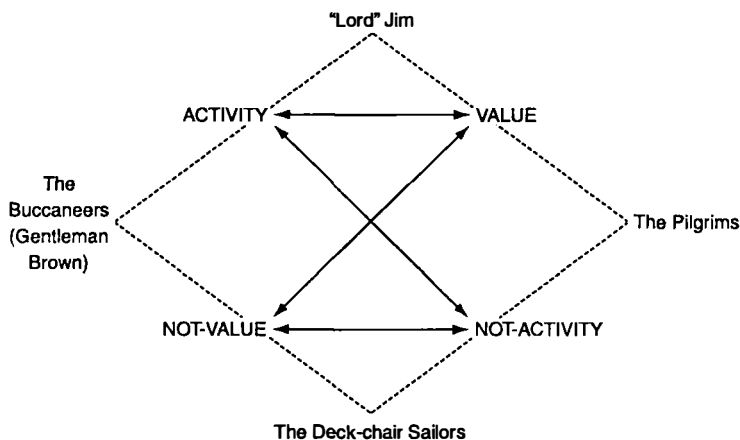 “Lord” Jim
ACTIVITY
VALUE
The
Buccaneers
(Gentleman
Brown)
The Pilgrims
NOT-VALUE
NOT-ACTIVITY
The Deck-chair Sailors